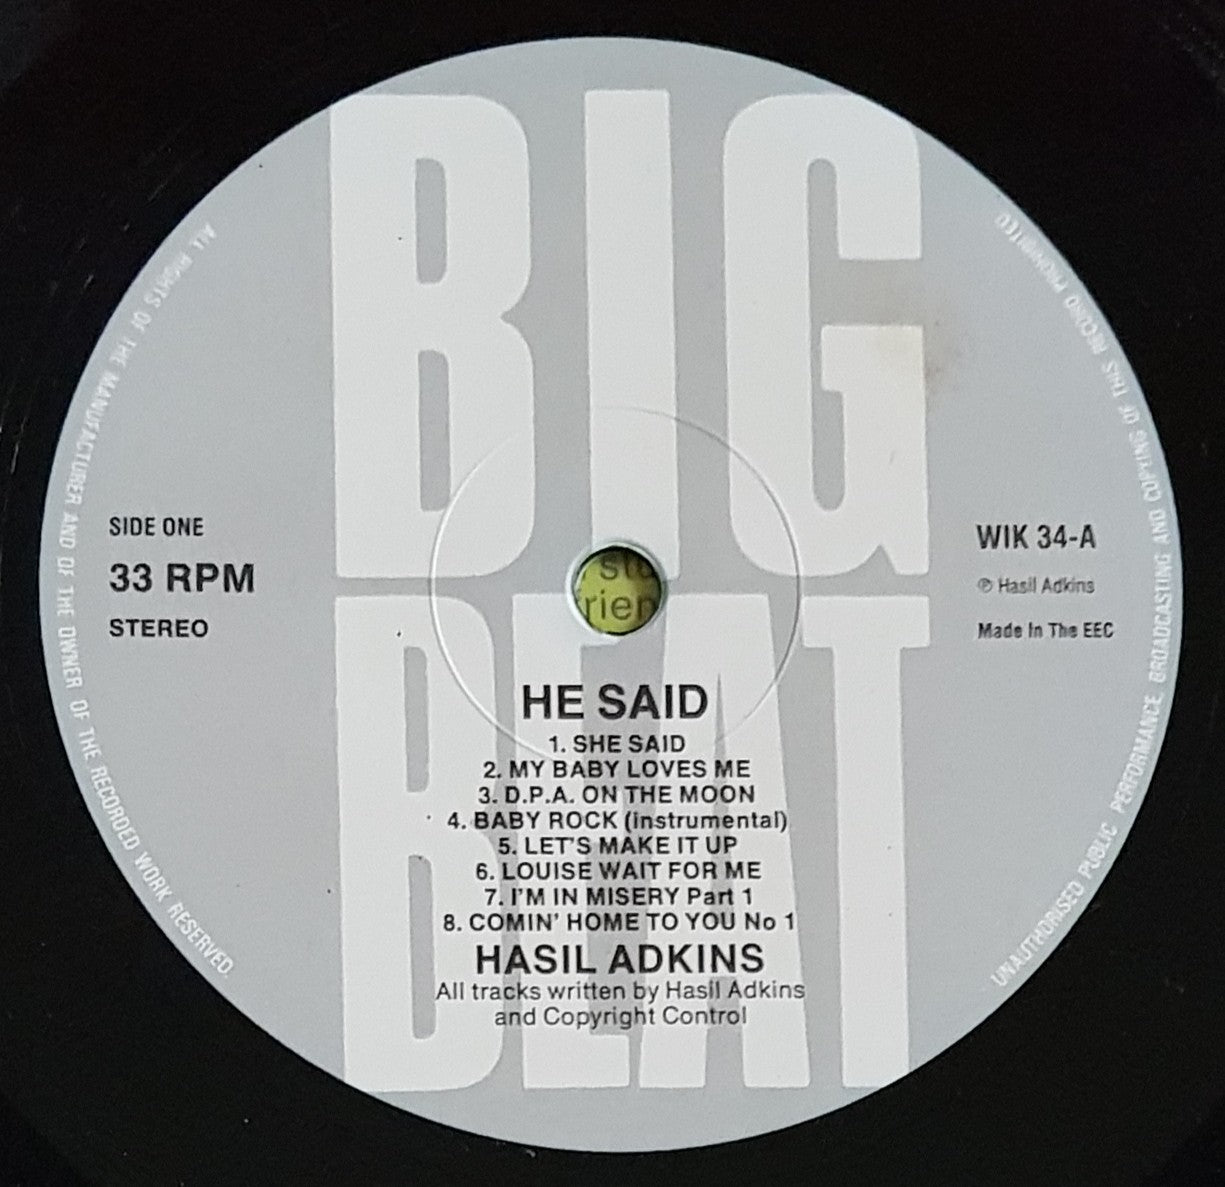 BIG
BEAT
SIDE ONE
33 RPM
STEREO
WIK 34-A
℗ Hasil Adkins
Made In The EEC
sto
rien
HE SAID
1. SHE SAID
2. MY BABY LOVES ME
3. D.P.A. ON THE MOON
4. BABY ROCK (instrumental)
5. LET'S MAKE IT UP
6. LOUISE WAIT FOR ME
7. I'M IN MISERY Part 1
8. COMIN' HOME TO YOU No 1
HASIL ADKINS
All tracks written by Hasil Adkins
and Copyright Control
ALL RIGHTS OF THE MANUFACTURER AND OF THE OWNER OF THE RECORDED WORK RESERVED.
UNAUTHORISED PUBLIC PERFORMANCE, BROADCASTING AND COPYING OF THIS RECORD PROHIBITED